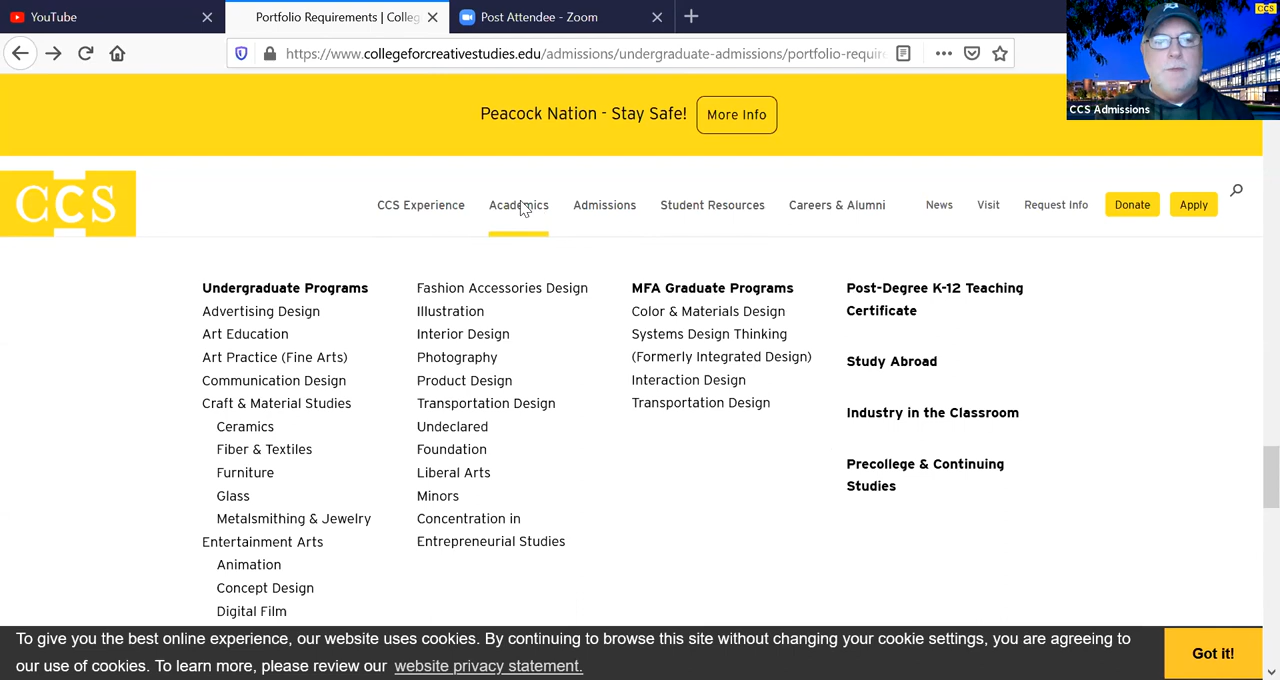 YouTube
Portfolio Requirements | Colleg
Post Attendee - Zoom
https://www.collegeforcreativestudies.edu/admissions/undergraduate-admissions/portfolio-require
CCS
CCS Admissions
Peacock Nation - Stay Safe!
More Info
CCS
CCS Experience
Academics
Admissions
Student Resources
Careers & Alumni
News
Visit
Request Info
Donate
Apply
Undergraduate Programs
Advertising Design
Art Education
Art Practice (Fine Arts)
Communication Design
Craft & Material Studies
Ceramics
Fiber & Textiles
Furniture
Glass
Metalsmithing & Jewelry
Entertainment Arts
Animation
Concept Design
Digital Film
Fashion Accessories Design
Illustration
Interior Design
Photography
Product Design
Transportation Design
Undeclared
Foundation
Liberal Arts
Minors
Concentration in
Entrepreneurial Studies
MFA Graduate Programs
Color & Materials Design
Systems Design Thinking
(Formerly Integrated Design)
Interaction Design
Transportation Design
Post-Degree K-12 Teaching
Certificate
Study Abroad
Industry in the Classroom
Precollege & Continuing
Studies
To give you the best online experience, our website uses cookies. By continuing to browse this site without changing your cookie settings, you are agreeing to
our use of cookies. To learn more, please review our website privacy statement.
Got it!